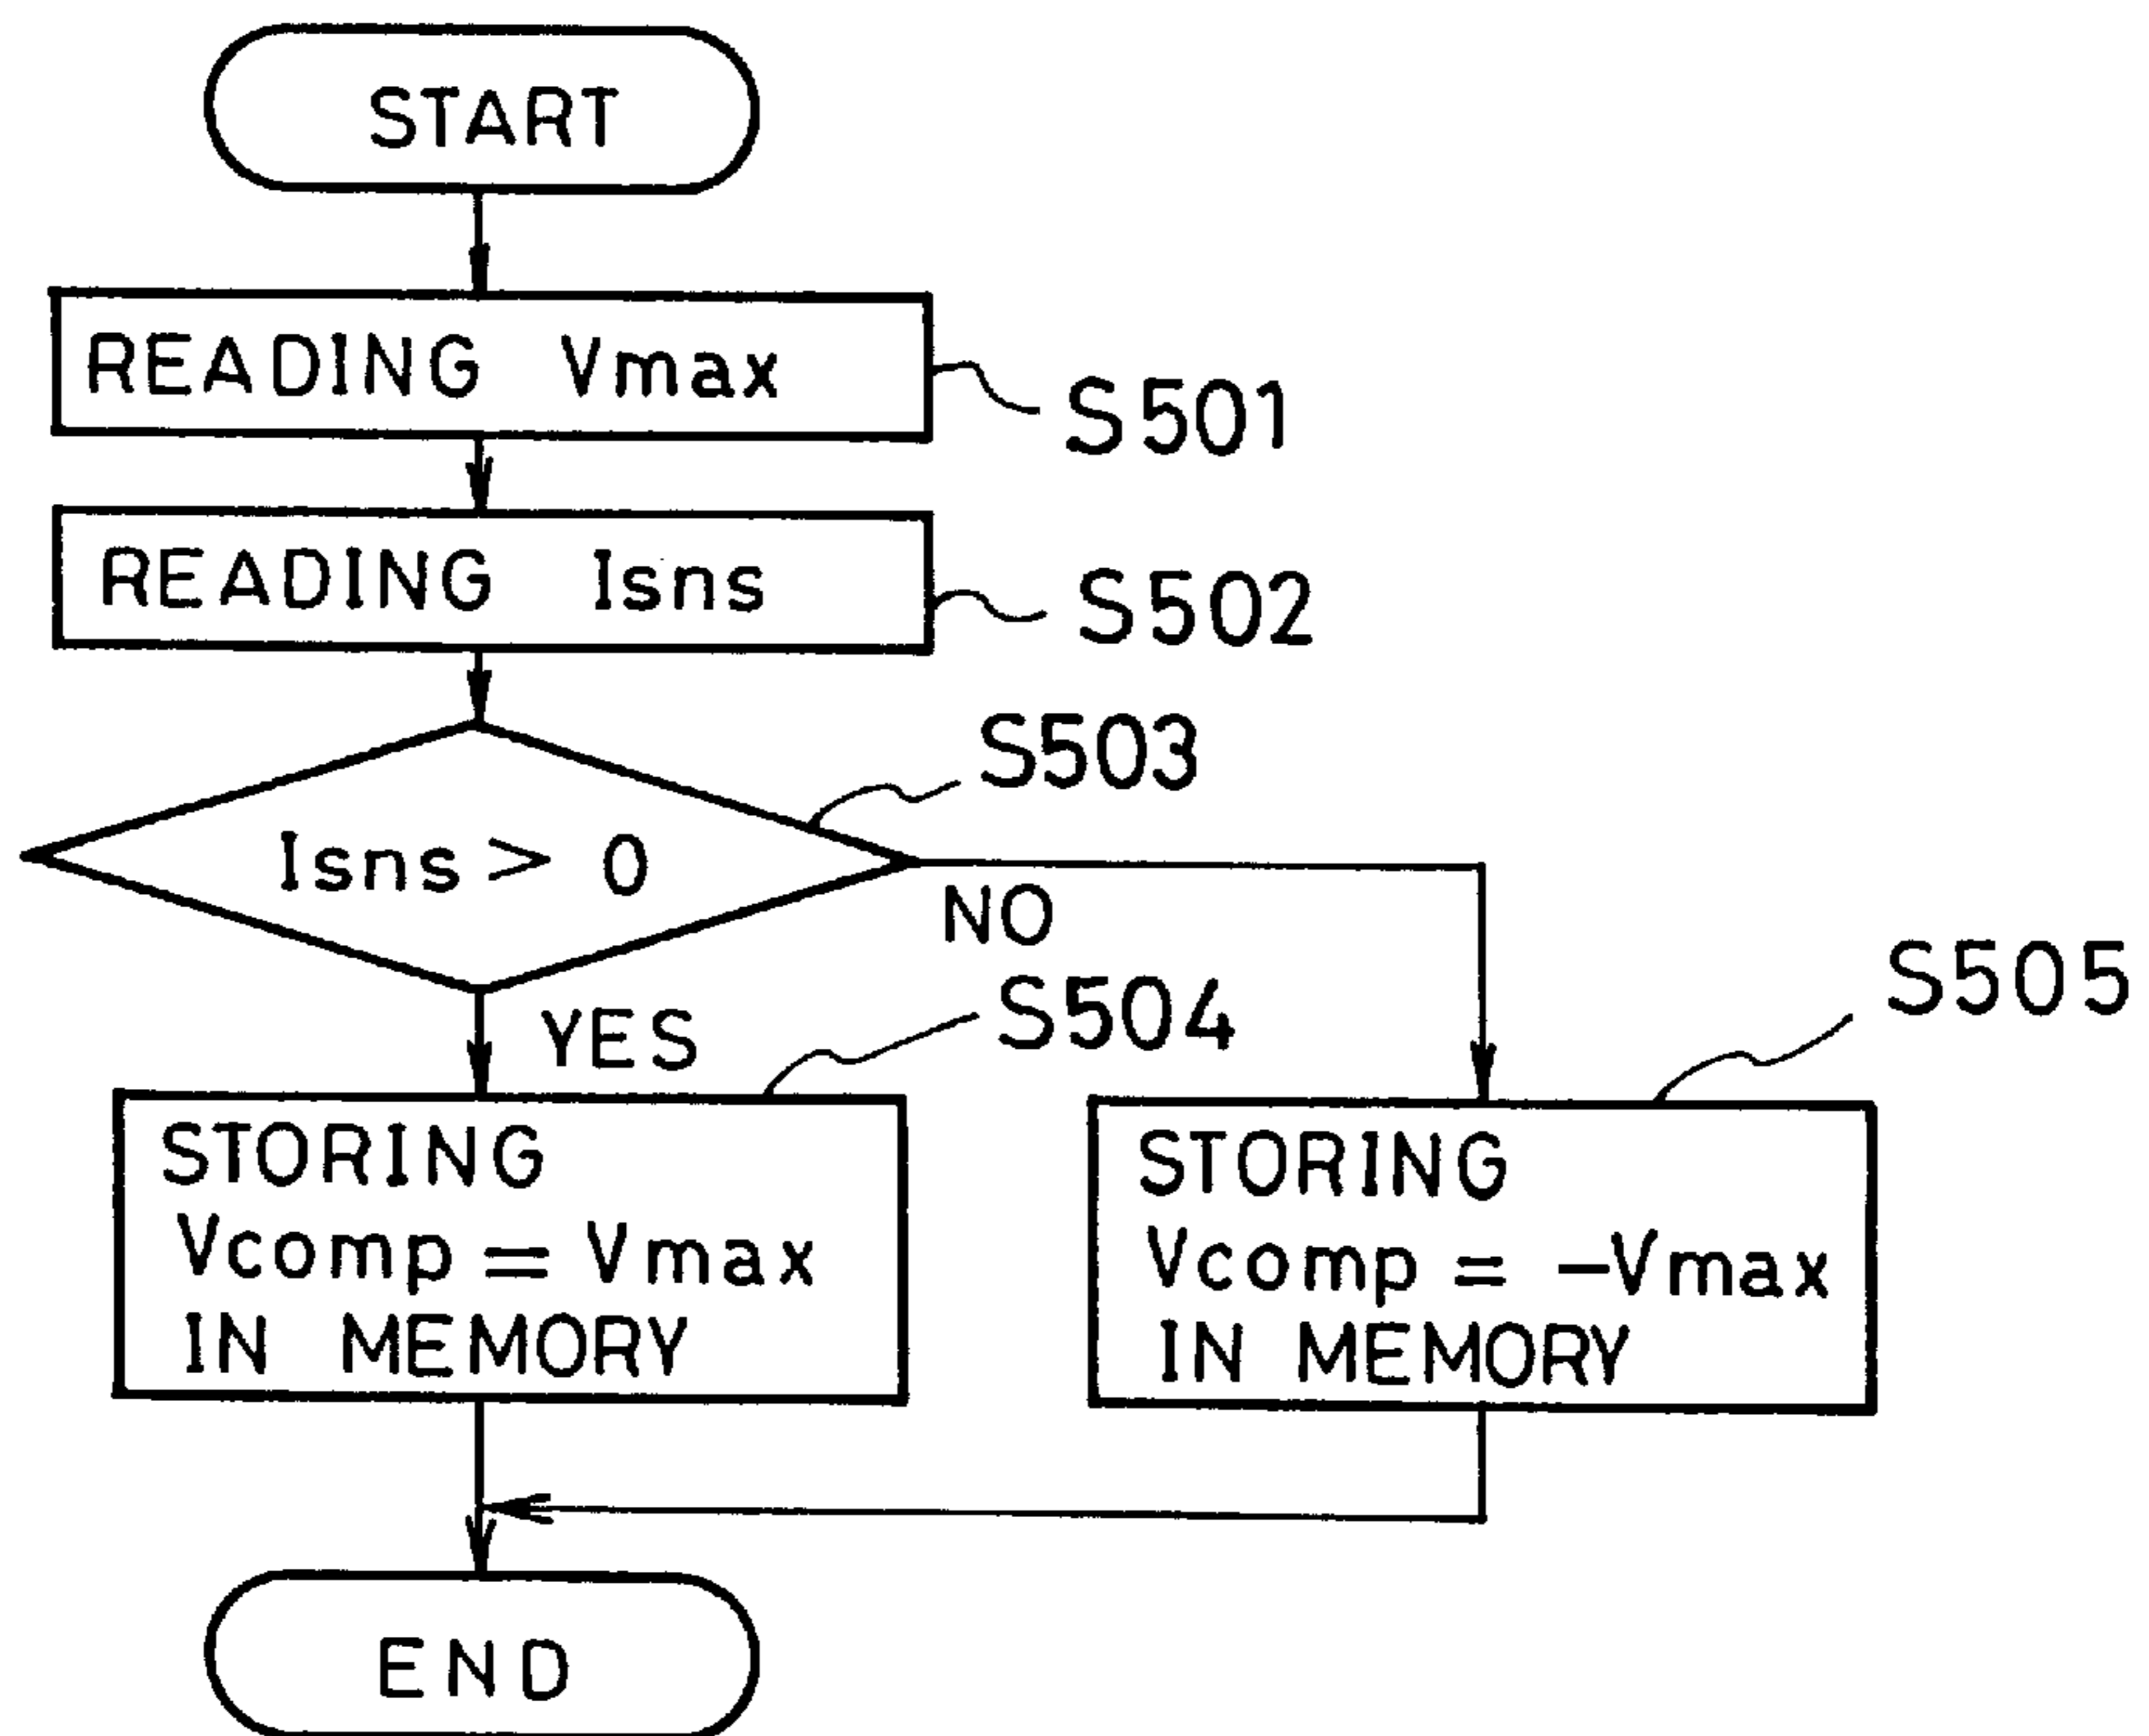 START
READING Vmax
S501
READING Isns
S502
S503
Isns > 0
NO
YES
S504
S505
STORING
Vcomp = Vmax
IN MEMORY
STORING
Vcomp = -Vmax
IN MEMORY
END